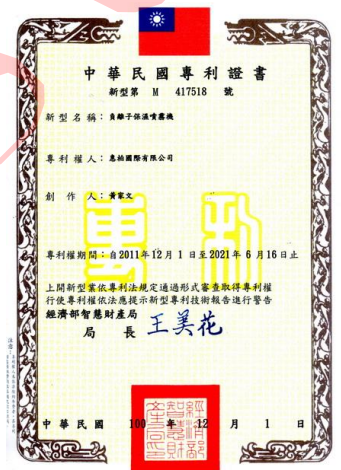 中華民國專利證書
新型第 M 417518 號
新型名稱：負離子保濕噴霧機
專利權人：惠柏國際有限公司
創作人：黃家文
專利
專利權期間：自2011年12月1日至2021年6月16日止
上開新型業依專利法規定通過形式審查取得專利權
行使專利權依法應提示新型專利技術報告進行警告
經濟部智慧財產局
局長 王美花
中華民國 100 年 12 月 1 日
注意：